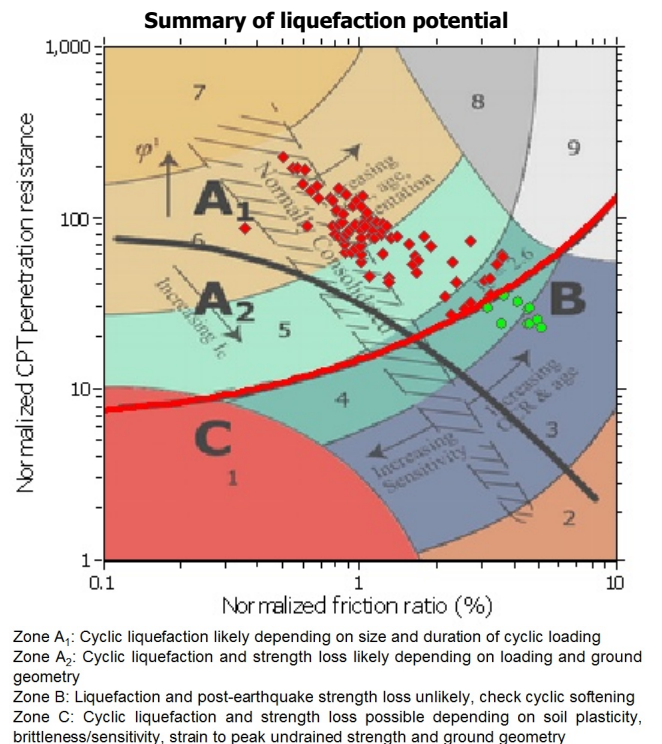 Summary of liquefaction potential
1,000
100
10
1
Normalized CPT penetration resistance
7
8
9
φ'
A1
6
A2
5
B
4
C
1
3
2
Normally Consolidated
Increasing Ic
Increasing
OCR & age
Increasing
Sensitivity
0.1
1
10
Normalized friction ratio (%)
Zone A1: Cyclic liquefaction likely depending on size and duration of cyclic loading
Zone A2: Cyclic liquefaction and strength loss likely depending on loading and ground
geometry
Zone B: Liquefaction and post-earthquake strength loss unlikely, check cyclic softening
Zone C: Cyclic liquefaction and strength loss possible depending on soil plasticity,
brittleness/sensitivity, strain to peak undrained strength and ground geometry